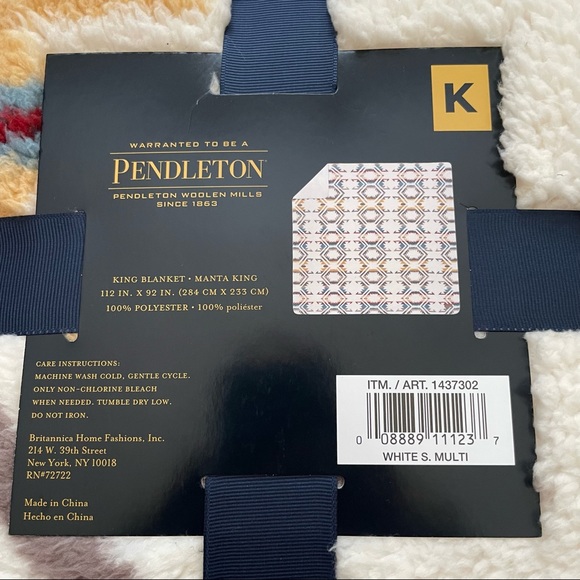 K
WARRANTED TO BE A
PENDLETON
PENDLETON WOOLEN MILLS
SINCE 1863
KING BLANKET • MANTA KING
112 IN. X 92 IN. (284 CM X 233 CM)
100% POLYESTER • 100% poliéster
CARE INSTRUCTIONS:
MACHINE WASH COLD, GENTLE CYCLE.
ONLY NON-CHLORINE BLEACH
WHEN NEEDED. TUMBLE DRY LOW.
DO NOT IRON.
Britannica Home Fashions, Inc.
214 W. 39th Street
New York, NY 10018
RN#72722
Made in China
Hecho en China
ITM. / ART. 1437302
0 08889 11123 7
WHITE S. MULTI